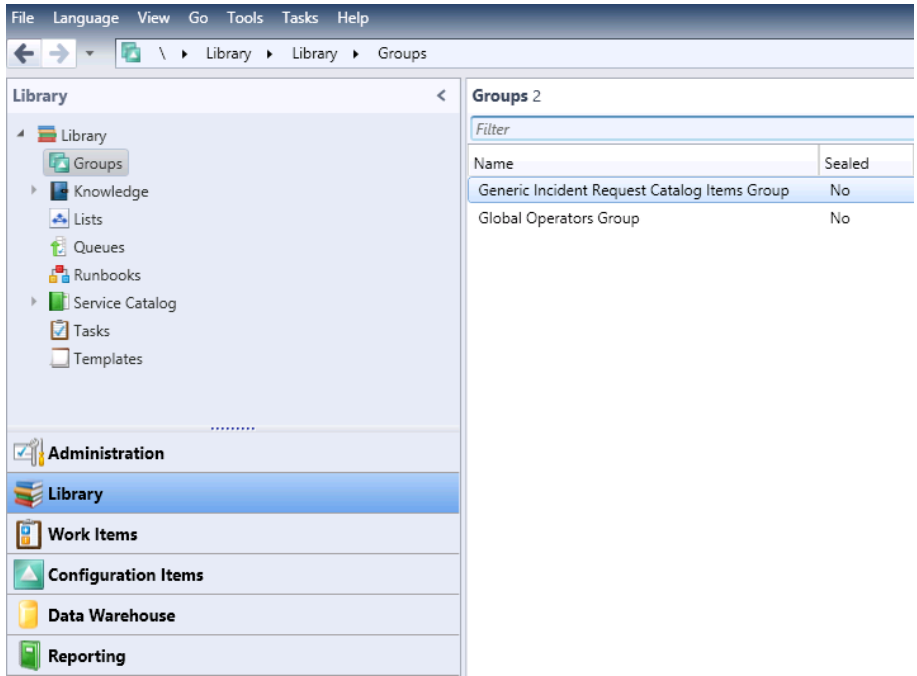 File Language View Go Tools Tasks Help
\ Library Library Groups
Library
Library
Groups
Knowledge
Lists
Queues
Runbooks
Service Catalog
Tasks
Templates
Administration
Library
Work Items
Configuration Items
Data Warehouse
Reporting
Groups 2
Filter
Name Sealed
Generic Incident Request Catalog Items Group No
Global Operators Group No